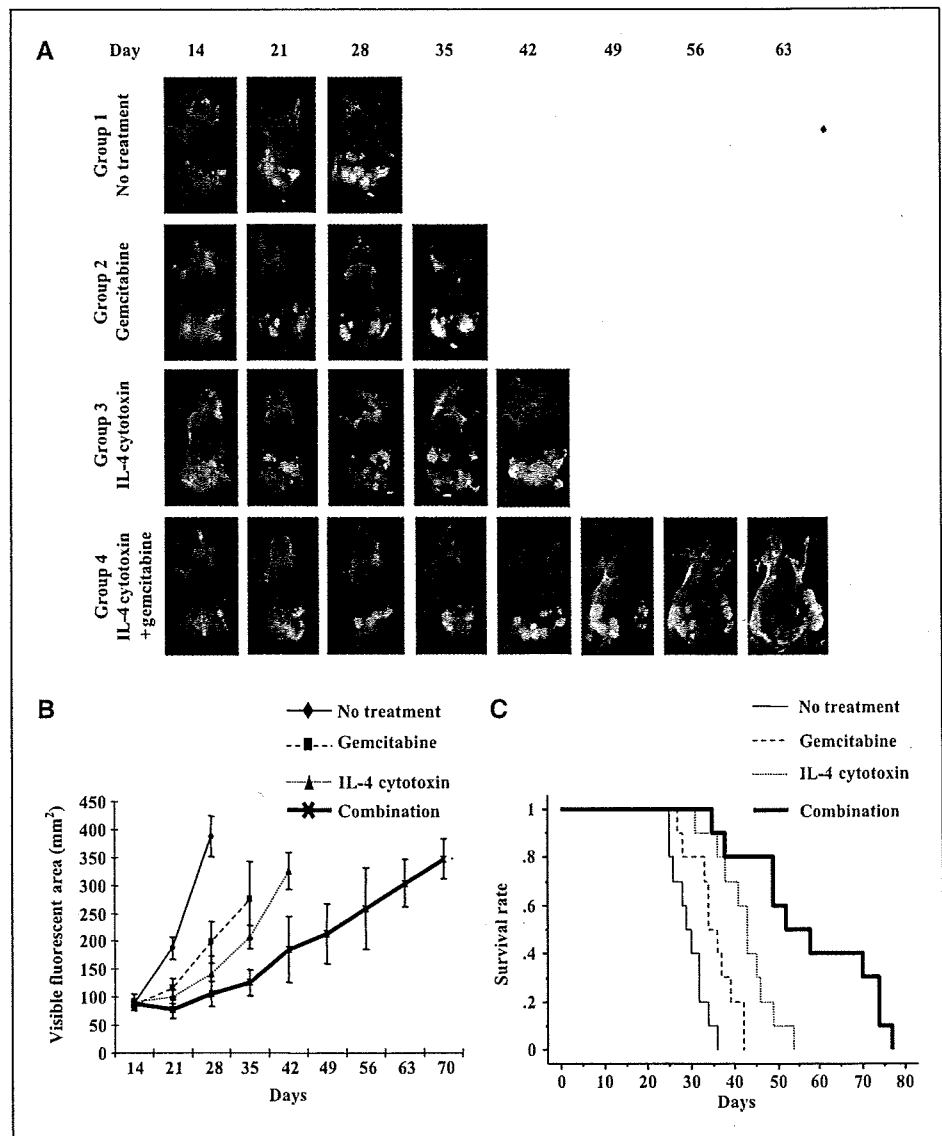 A
Day 14 21 28 35 42 49 56 63
Group 1
No treatment
Group 2
Gemcitabine
Group 3
IL-4 cytotoxin
Group 4
IL-4 cytotoxin
+gemcitabine
B
No treatment
Gemcitabine
IL-4 cytotoxin
Combination
Visible fluorescent area (mm²)
450
400
350
300
250
200
150
100
50
0
14 21 28 35 42 49 56 63 70
Days
C
No treatment
Gemcitabine
IL-4 cytotoxin
Combination
Survival rate
1
.8
.6
.4
.2
0
0 10 20 30 40 50 60 70 80
Days